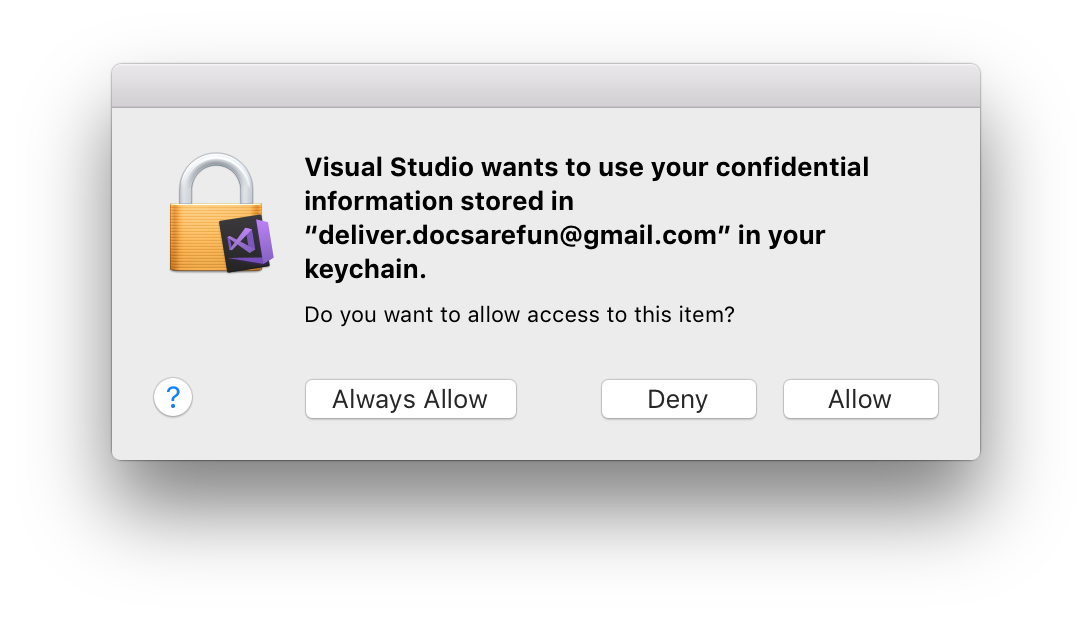 Visual Studio wants to use your confidential
information stored in
“deliver.docsarefun@gmail.com” in your
keychain.
Do you want to allow access to this item?
?
Always Allow
Deny
Allow